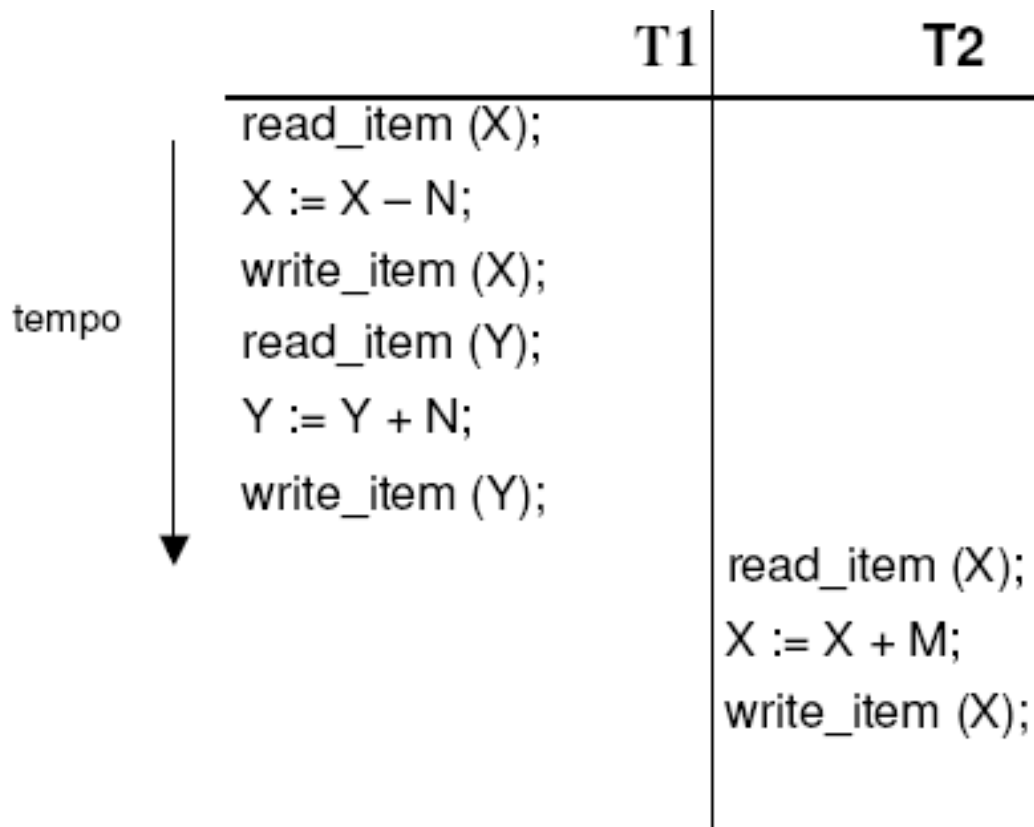 T1 T2
read_item (X);
X := X – N;
write_item (X);
tempo
read_item (Y);
Y := Y + N;
write_item (Y);
read_item (X);
X := X + M;
write_item (X);